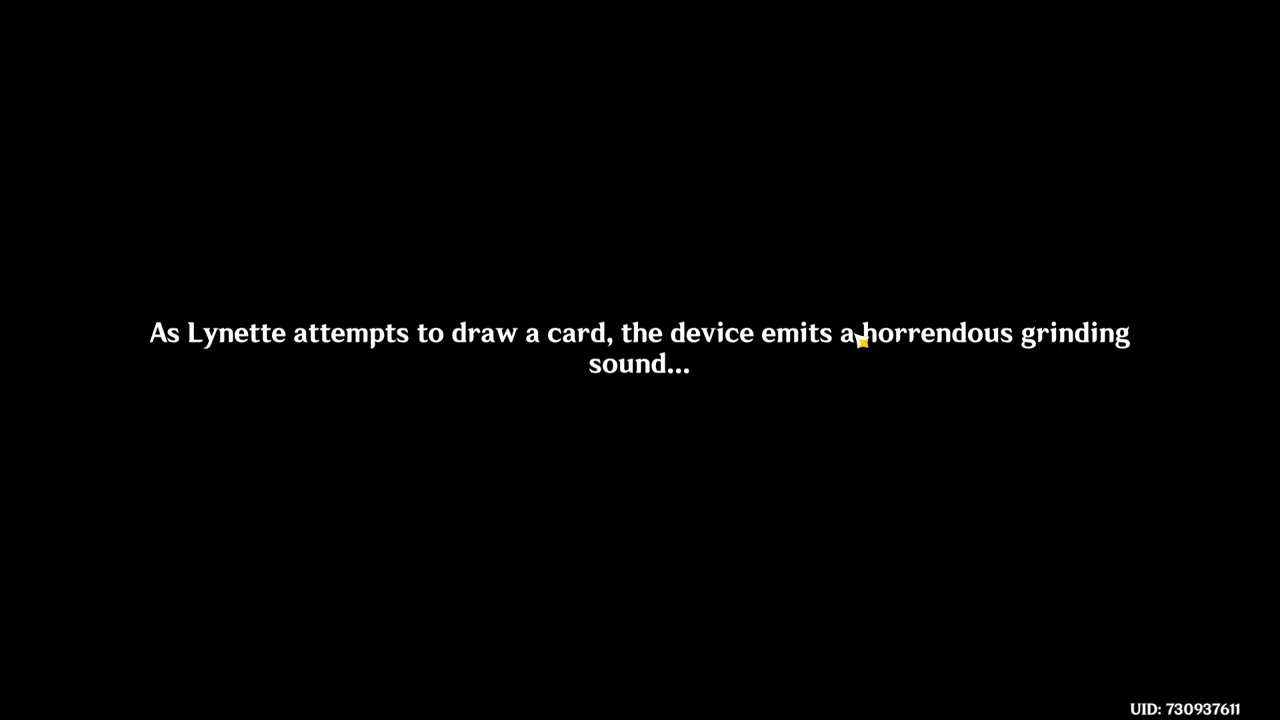 As Lynette attempts to draw a card, the device emits a horrendous grinding
sound...
UID: 730937611